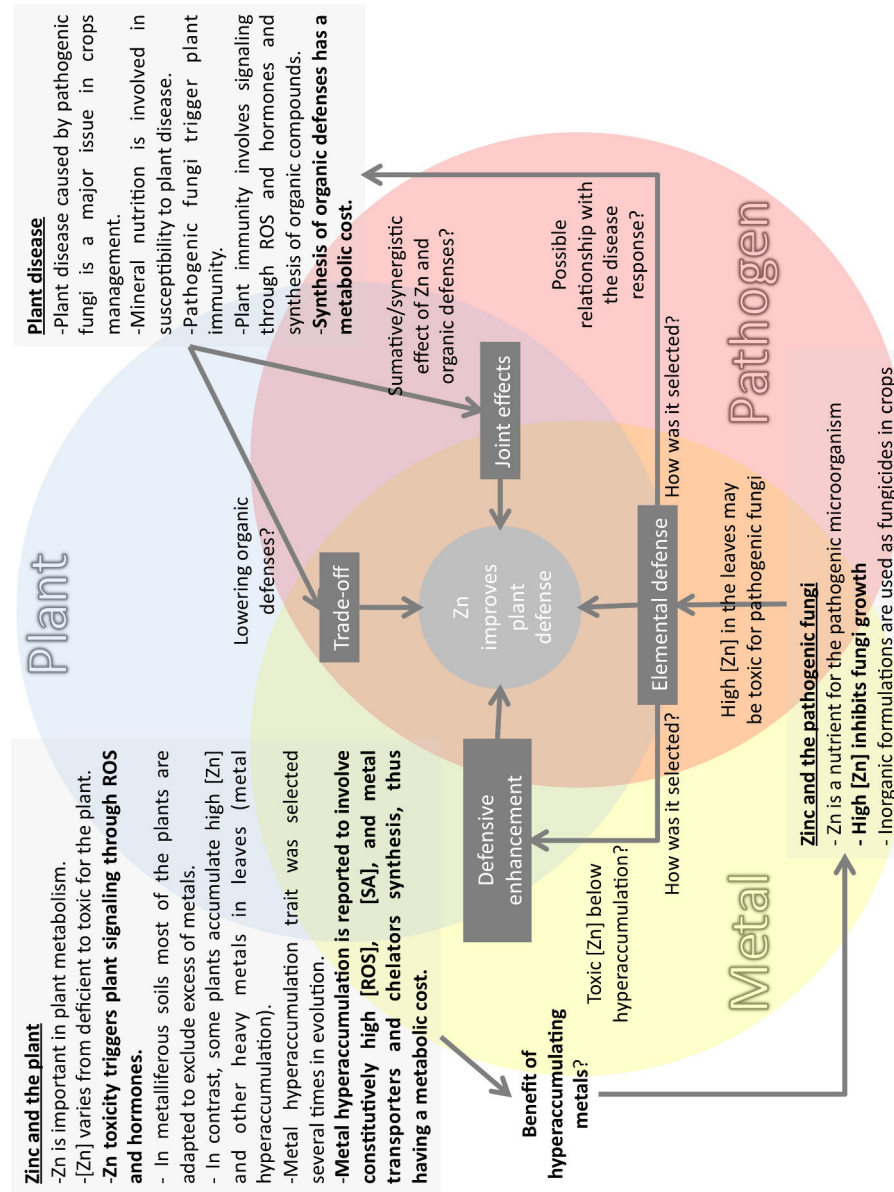 Zinc and the plant
-Zn is important in plant metabolism.
-[Zn] varies from deficient to toxic for the plant.
-Zn toxicity triggers plant signaling through ROS
and hormones.
- In metalliferous soils most of the plants are
adapted to exclude excess of metals.
- In contrast, some plants accumulate high [Zn]
and other heavy metals in leaves (metal
hyperaccumulation).
-Metal hyperaccumulation trait was selected
several times in evolution.
-Metal hyperaccumulation is reported to involve
constitutively high [ROS], [SA], and metal
transporters and chelators synthesis, thus
having a metabolic cost.
Plant
Plant disease
-Plant disease caused by pathogenic
fungi is a major issue in crops
management.
-Mineral nutrition is involved in
susceptibility to plant disease.
-Pathogenic fungi trigger plant
immunity.
-Plant immunity involves signaling
through ROS and hormones and
synthesis of organic compounds.
-Synthesis of organic defenses has a
metabolic cost.
Lowering organic
defenses?
Trade-off
Sumative/synergistic
effect of Zn and
organic defenses?
Defensive
enhancement
Zn
improves
plant
defense
Joint effects
Benefit of
hyperaccumulating
metals?
Toxic [Zn] below
hyperaccumulation?
How was it selected?
Elemental defense
How was it selected?
Possible
relationship with
the disease
response?
High [Zn] in the leaves may
be toxic for pathogenic fungi
Metal
Pathogen
Zinc and the pathogenic fungi
- Zn is a nutrient for the pathogenic microorganism
- High [Zn] inhibits fungi growth
- Inorganic formulations are used as fungicides in crops